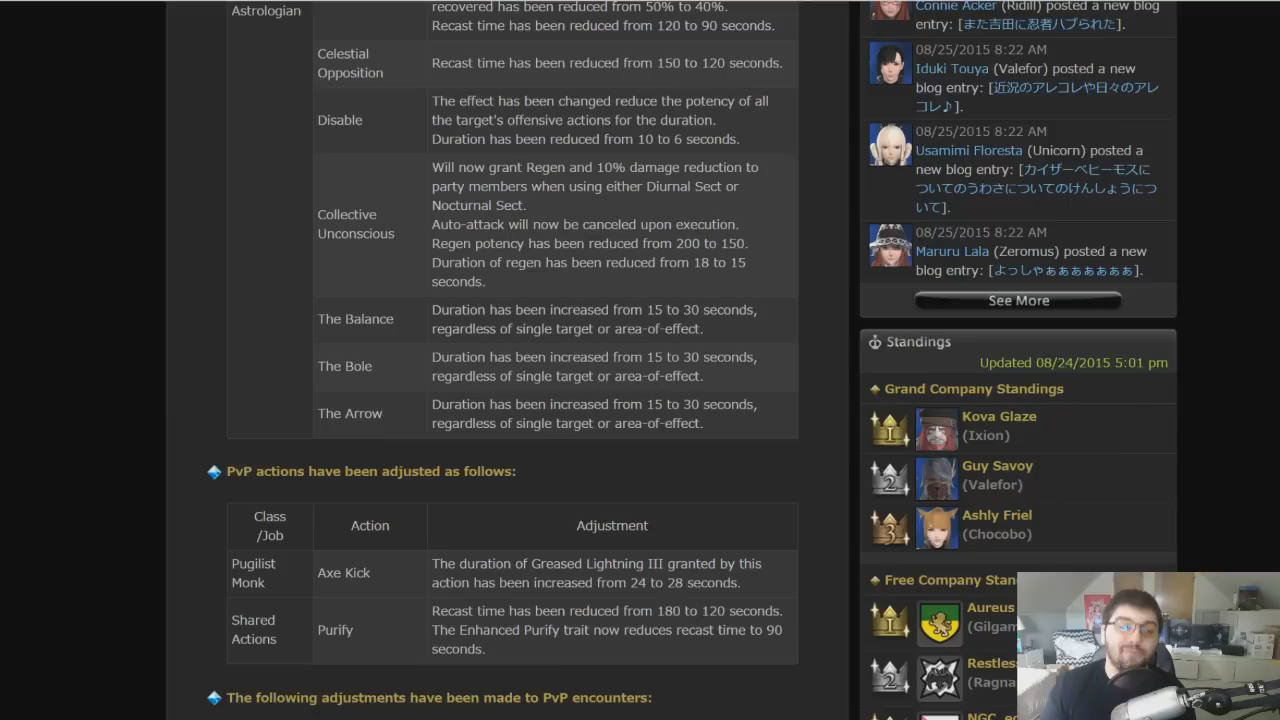 Astrologian
recovered has been reduced from 50% to 40%.
Recast time has been reduced from 120 to 90 seconds.
Celestial
Opposition
Recast time has been reduced from 150 to 120 seconds.
Disable
The effect has been changed reduce the potency of all
the target's offensive actions for the duration.
Duration has been reduced from 10 to 6 seconds.
Collective
Unconscious
Will now grant Regen and 10% damage reduction to
party members when using either Diurnal Sect or
Nocturnal Sect.
Auto-attack will now be canceled upon execution.
Regen potency has been reduced from 200 to 150.
Duration of regen has been reduced from 18 to 15
seconds.
The Balance
Duration has been increased from 15 to 30 seconds,
regardless of single target or area-of-effect.
The Bole
Duration has been increased from 15 to 30 seconds,
regardless of single target or area-of-effect.
The Arrow
Duration has been increased from 15 to 30 seconds,
regardless of single target or area-of-effect.
PvP actions have been adjusted as follows:
Class
/Job
Action
Adjustment
Pugilist
Monk
Axe Kick
The duration of Greased Lightning III granted by this
action has been increased from 24 to 28 seconds.
Shared
Actions
Purify
Recast time has been reduced from 180 to 120 seconds.
The Enhanced Purify trait now reduces recast time to 90
seconds.
The following adjustments have been made to PvP encounters:
Connie Acker (Ridill) posted a new blog
entry: [また吉田に忍者ハブられた].
08/25/2015 8:22 AM
Iduki Touya (Valefor) posted a new
blog entry: [近況のアレコレや日々のアレ
コレ♪].
08/25/2015 8:22 AM
Usamimi Floresta (Unicorn) posted a
new blog entry: [カイザーベヒーモスに
ついてのうわさについてのけんしょうにつ
いて].
08/25/2015 8:22 AM
Maruru Lala (Zeromus) posted a new
blog entry: [よっしゃぁぁぁぁぁぁぁ].
See More
Standings
Updated 08/24/2015 5:01 pm
Grand Company Standings
1
Kova Glaze
(Ixion)
2
Guy Savoy
(Valefor)
3
Ashly Friel
(Chocobo)
Free Company Stan
1
Aureus
(Gilgam
2
Restles
(Ragna